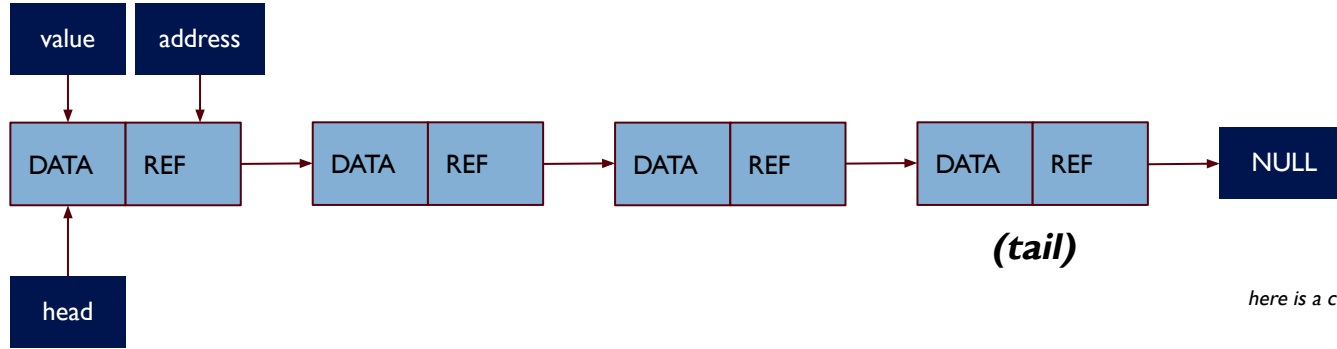 value address
DATA REF DATA REF DATA REF DATA REF NULL
(tail)
here is a c
head